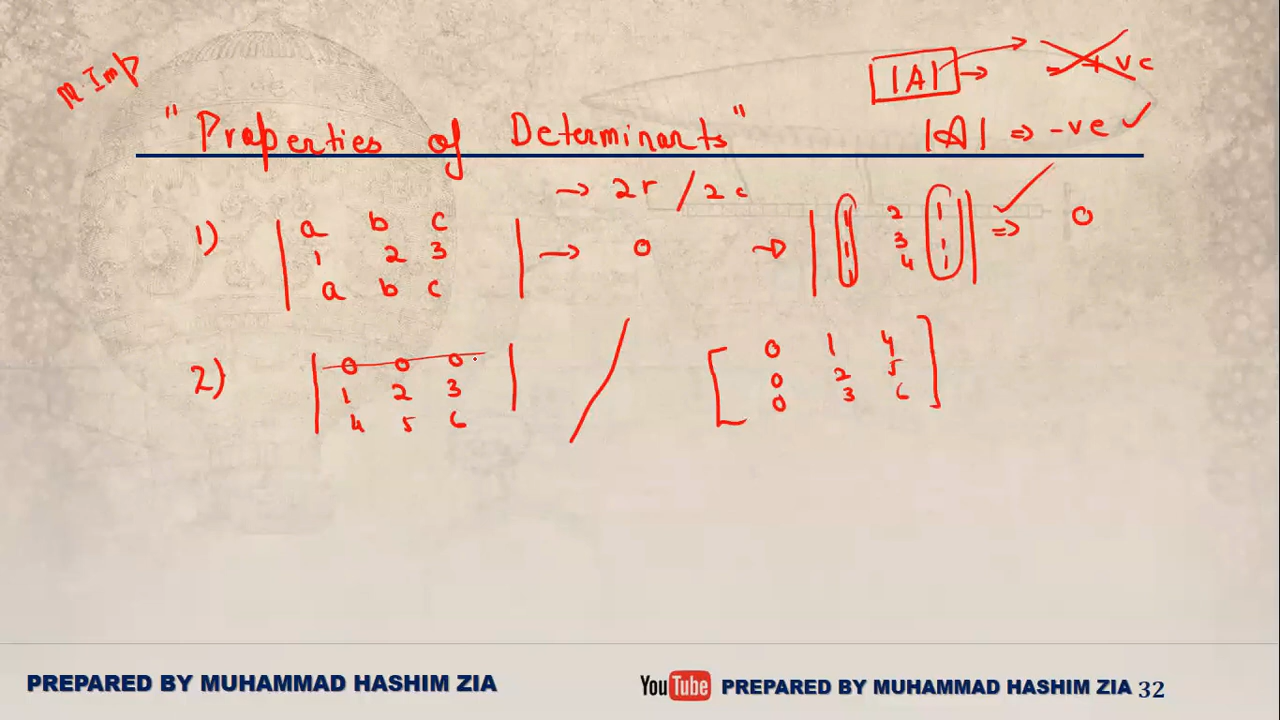 M Imp
|A| → - + ve
"Properties of Determinants"
|A| ⇒ -ve ✓
→ 2r / 2c
1) | a b c | → 0 → | 1 2 1 | ⇒ 0
| 1 2 3 | | 1 3 1 |
| a b c | | 1 4 1 |
2) | 0 0 0 | / [ 0 1 4 ]
| 1 2 3 | [ 0 2 5 ]
| 4 5 6 | [ 0 3 6 ]
PREPARED BY MUHAMMAD HASHIM ZIA
YouTube PREPARED BY MUHAMMAD HASHIM ZIA 32